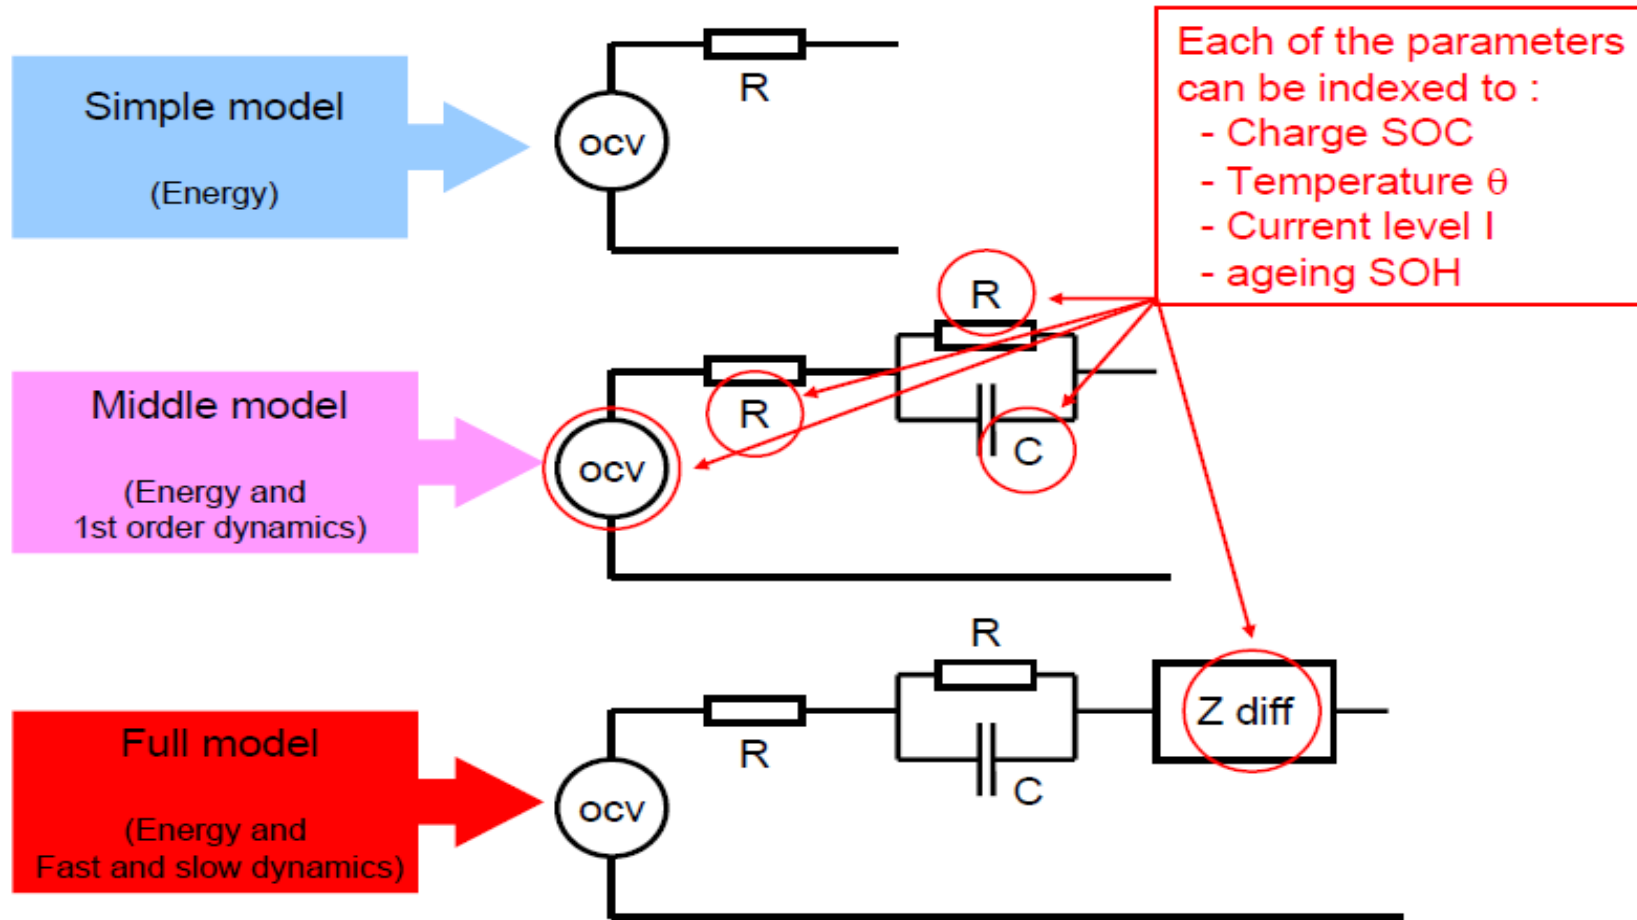 Simple model
(Energy)
R
ocv
Each of the parameters
can be indexed to :
- Charge SOC
- Temperature θ
- Current level I
- ageing SOH
Middle model
(Energy and
1st order dynamics)
R
R
ocv
C
Full model
(Energy and
Fast and slow dynamics)
R
R
ocv
C
Z diff